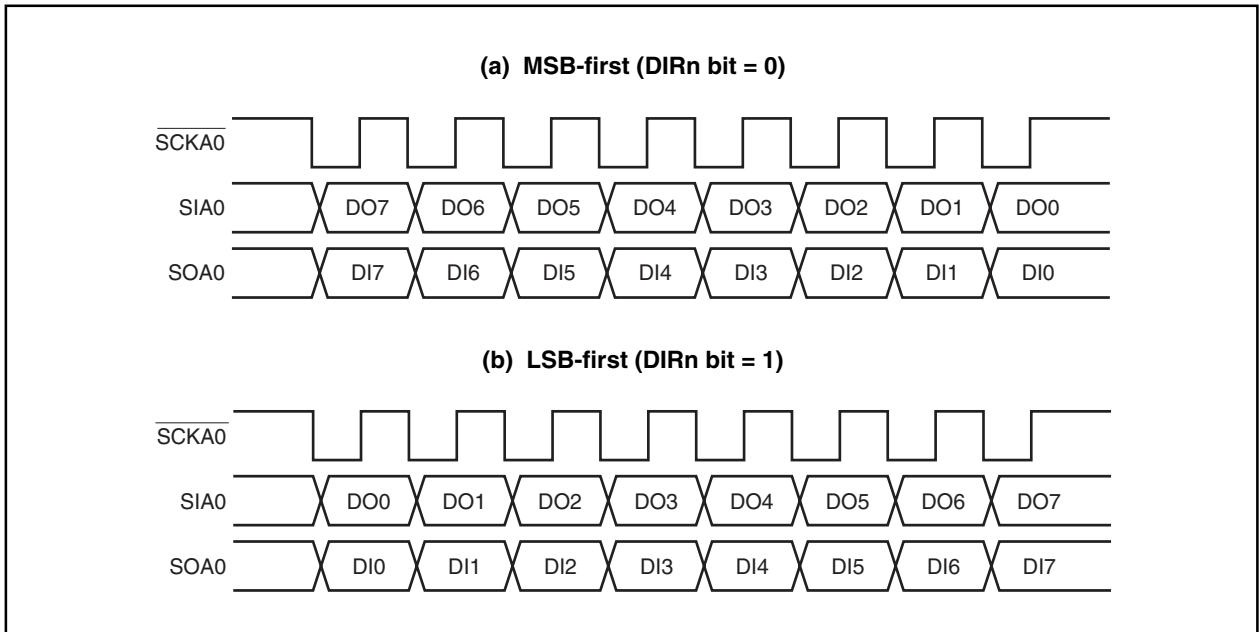 (a) MSB-first (DIRn bit = 0)
SCKA0
SIA0 DO7 DO6 DO5 DO4 DO3 DO2 DO1 DO0
SOA0 DI7 DI6 DI5 DI4 DI3 DI2 DI1 DI0
(b) LSB-first (DIRn bit = 1)
SCKA0
SIA0 DO0 DO1 DO2 DO3 DO4 DO5 DO6 DO7
SOA0 DI0 DI1 DI2 DI3 DI4 DI5 DI6 DI7